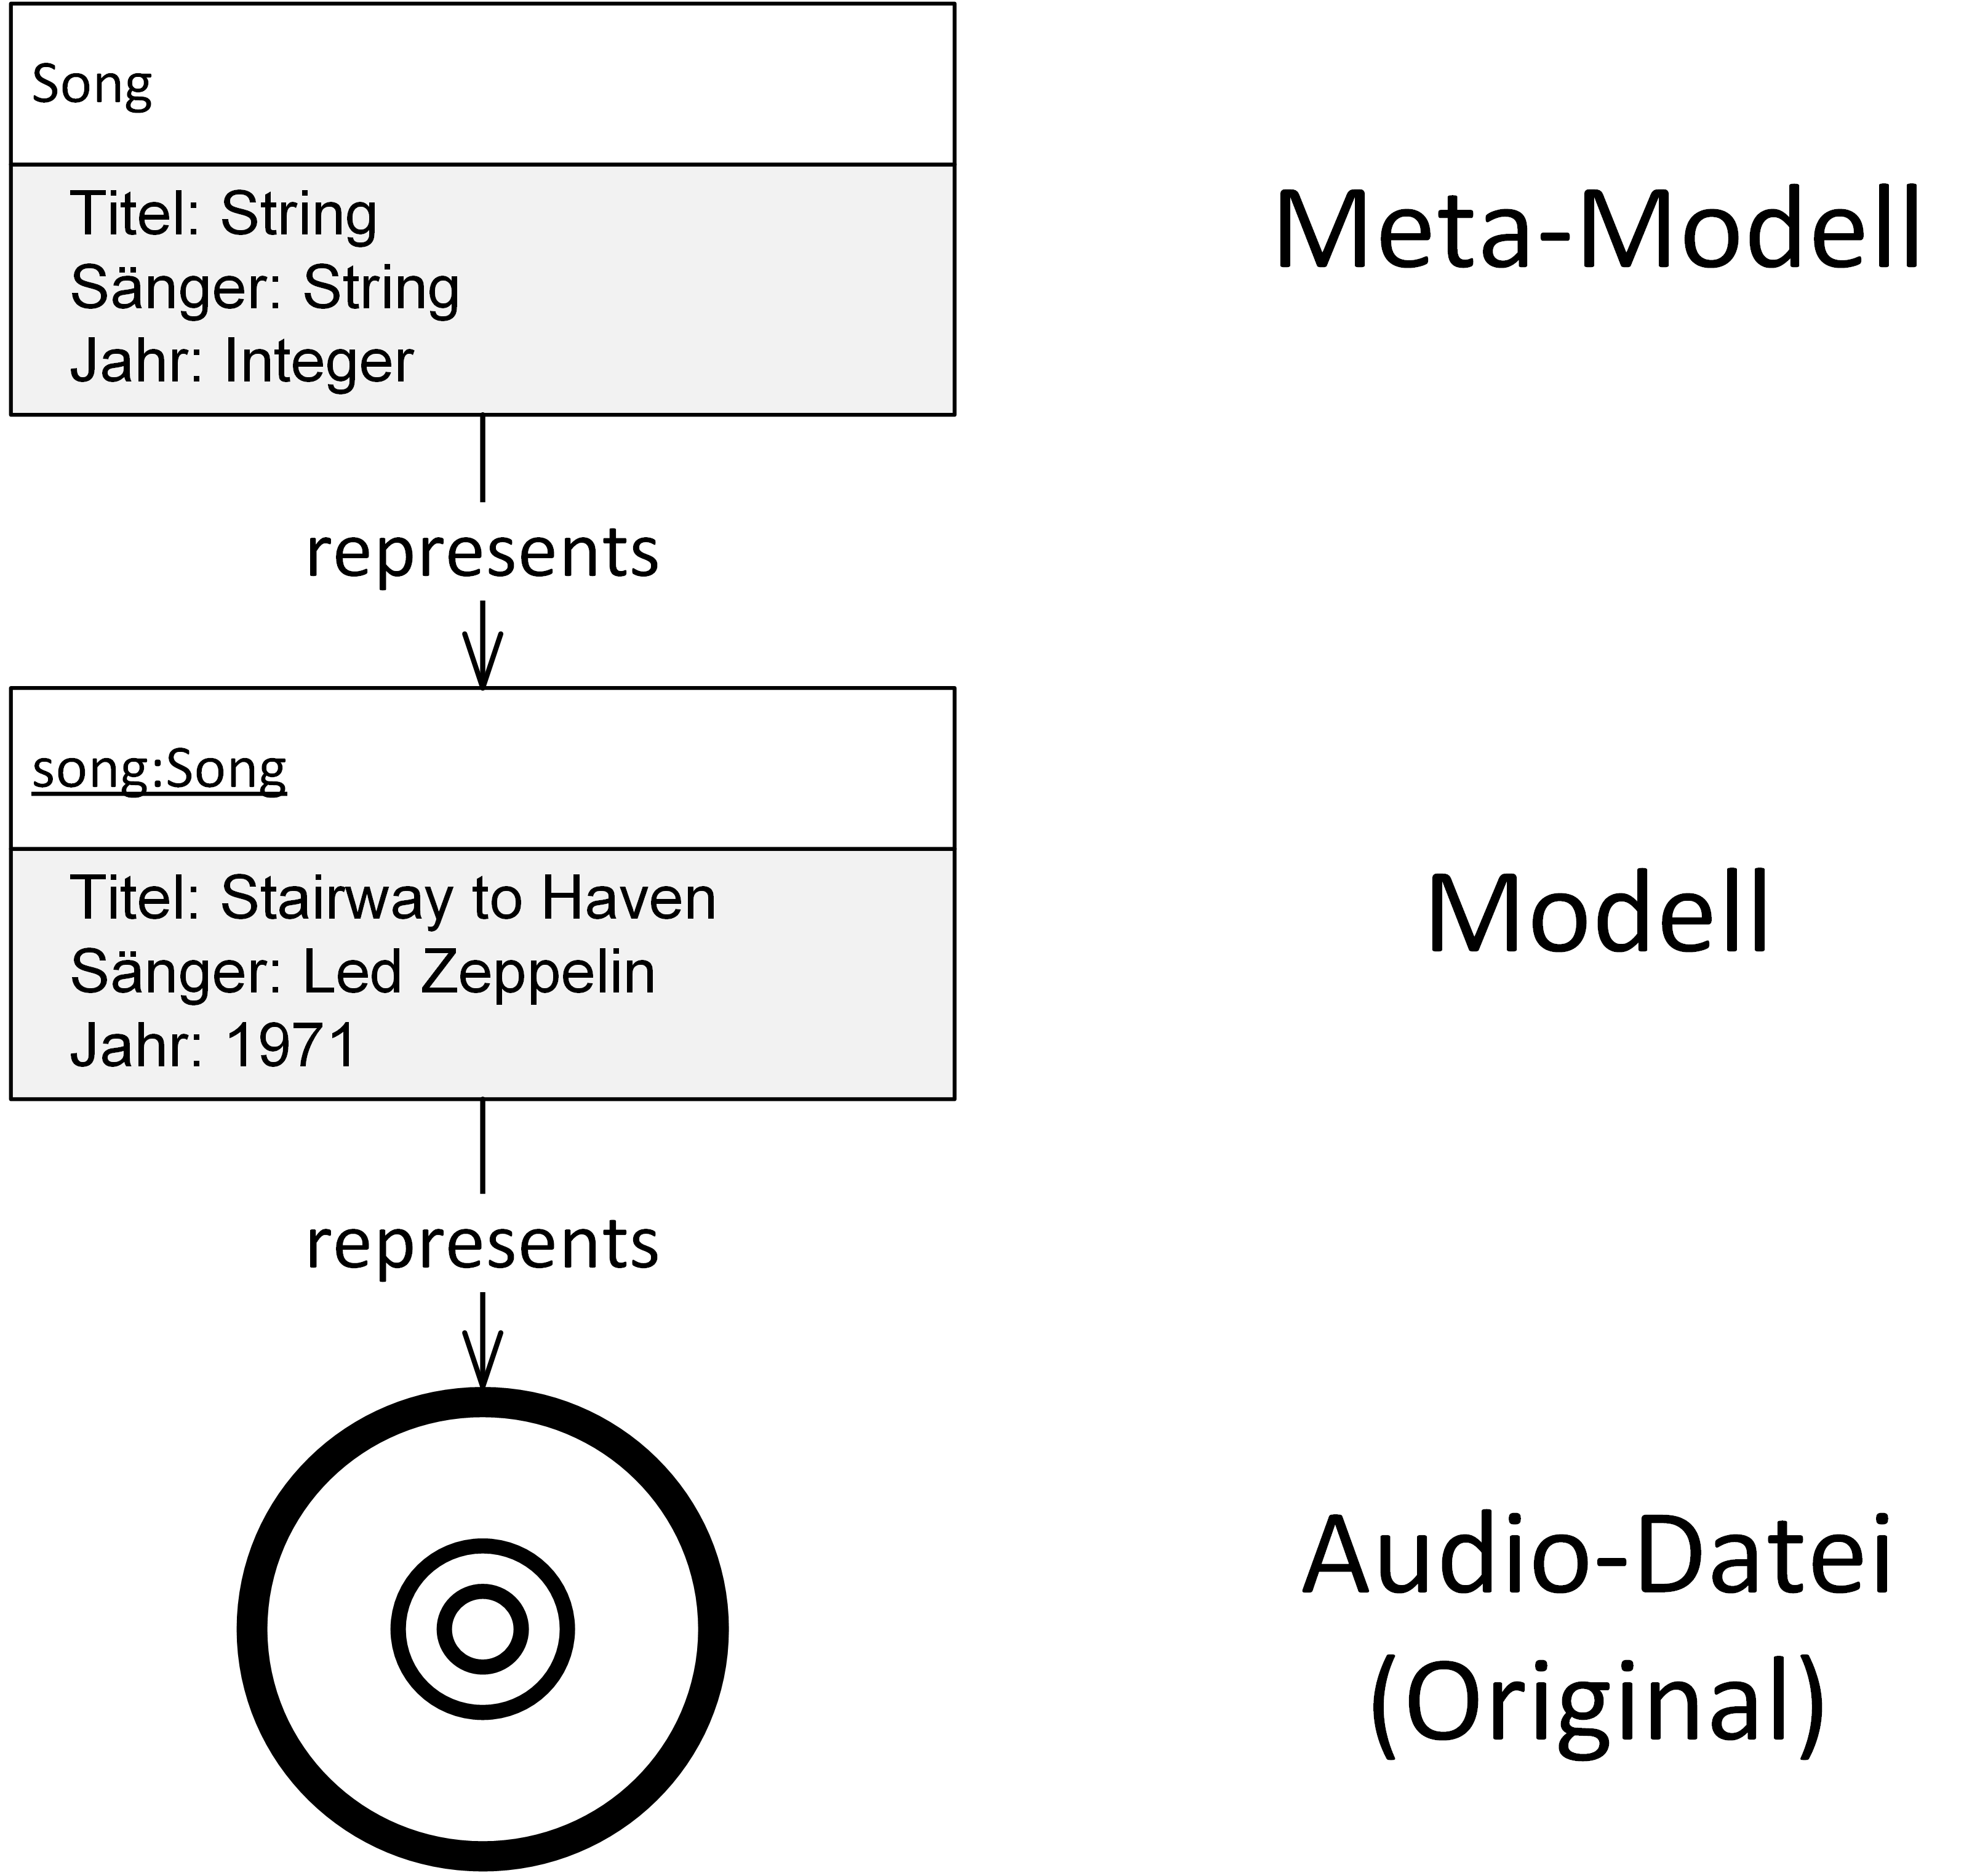 Song
Titel: String
Sänger: String
Jahr: Integer
Meta-Modell
represents
song:Song
Titel: Stairway to Haven
Sänger: Led Zeppelin
Jahr: 1971
Modell
represents
Audio-Datei
(Original)